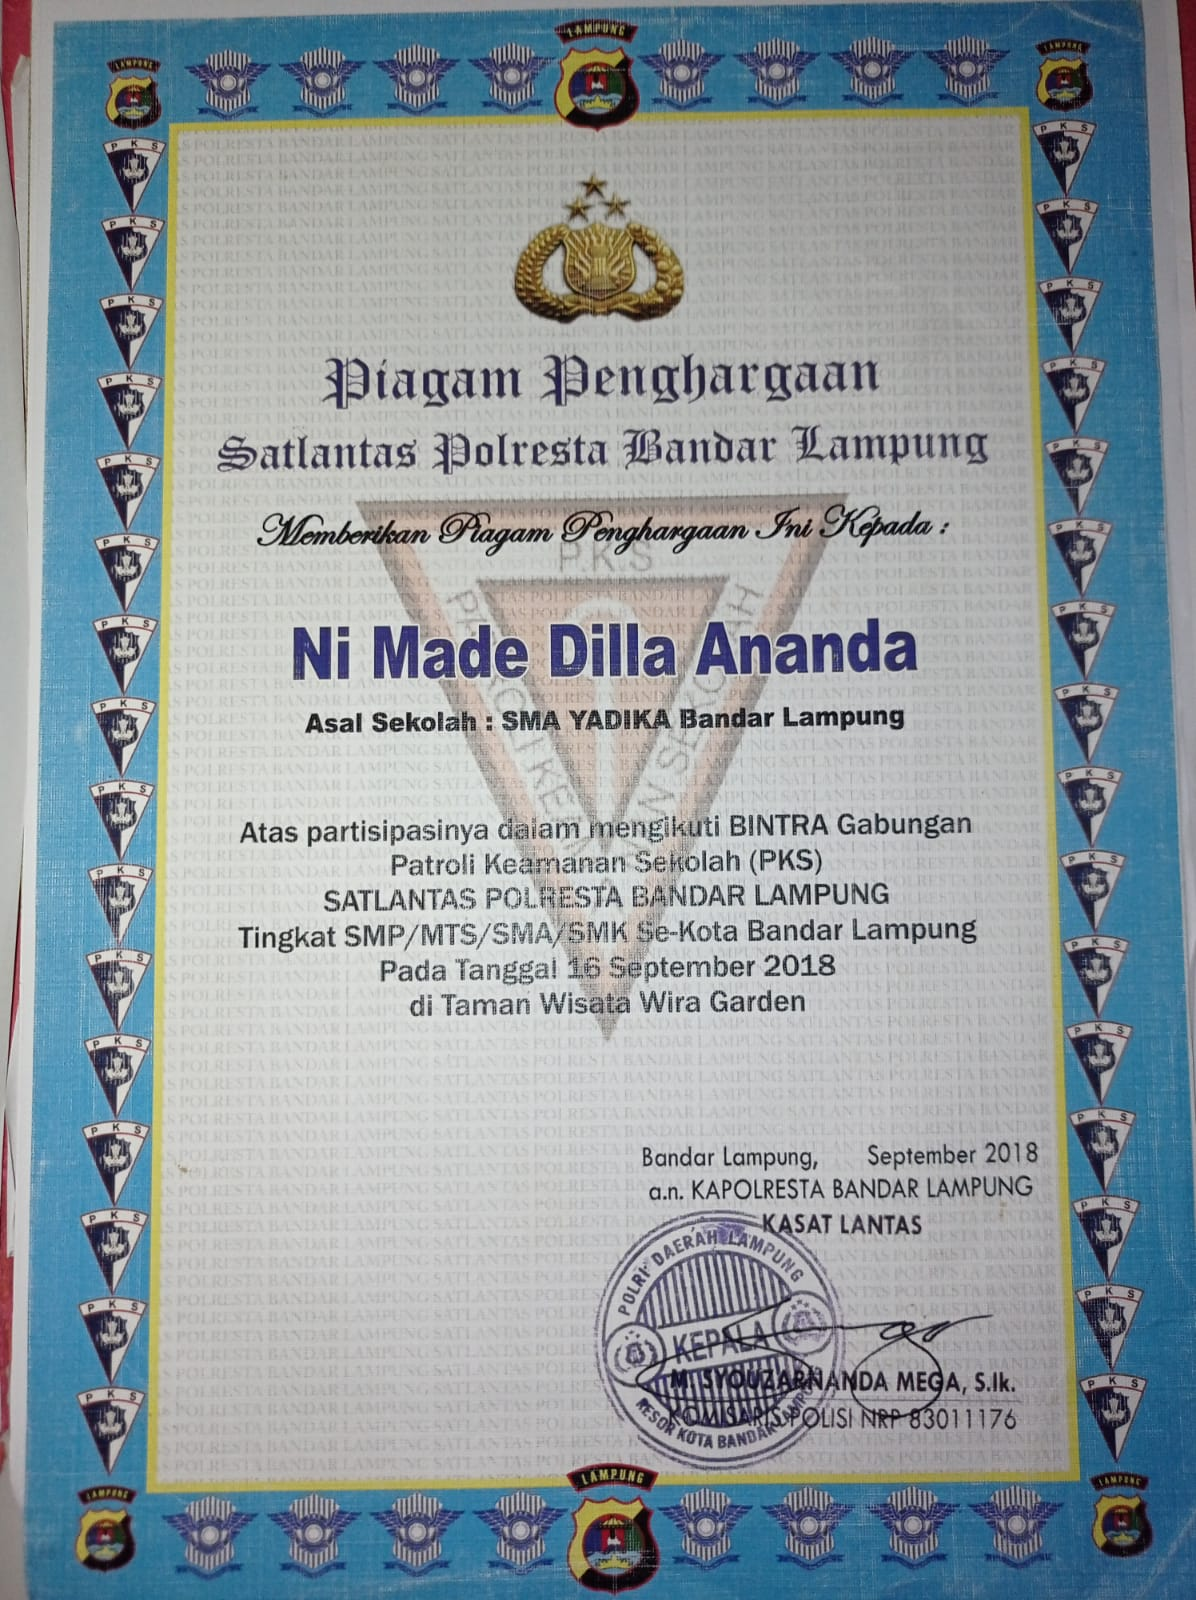 LAMPUNG
LAMPUNG
LAMPUNG
Piagam Penghargaan
Satlantas Polresta Bandar Lampung
Memberikan Piagam Penghargaan Ini Kepada :
P.K.S
Ni Made Dilla Ananda
Asal Sekolah : SMA YADIKA Bandar Lampung
Atas partisipasinya dalam mengikuti BINTRA Gabungan
Patroli Keamanan Sekolah (PKS)
SATLANTAS POLRESTA BANDAR LAMPUNG
Tingkat SMP/MTS/SMA/SMK Se-Kota Bandar Lampung
Pada Tanggal 16 September 2018
di Taman Wisata Wira Garden
Bandar Lampung, September 2018
a.n. KAPOLRESTA BANDAR LAMPUNG
KASAT LANTAS
POLRI DAERAH LAMPUNG
KEPALA
RESOR KOTA BANDAR LAMPUNG
M. SYOUZARNANDA MEGA, S.Ik.
KOMISARIS POLISI NRP 83011176
LAMPUNG
LAMPUNG
LAMPUNG